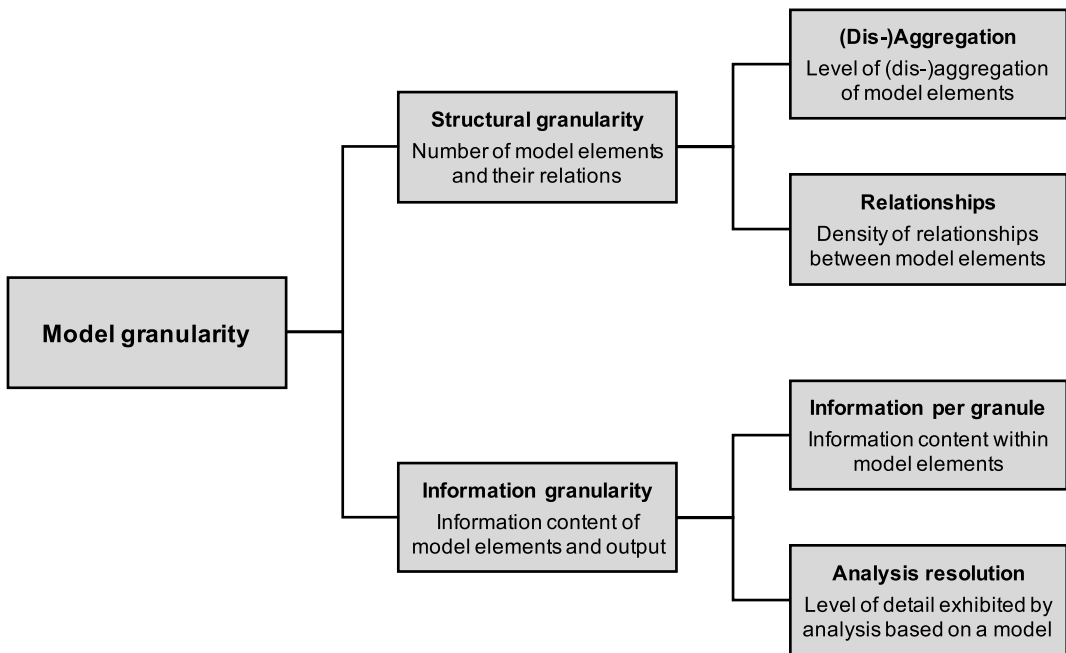 Model granularity
Structural granularity
Number of model elements
and their relations
(Dis-)Aggregation
Level of (dis-)aggregation
of model elements
Relationships
Density of relationships
between model elements
Information granularity
Information content of
model elements and output
Information per granule
Information content within
model elements
Analysis resolution
Level of detail exhibited by
analysis based on a model